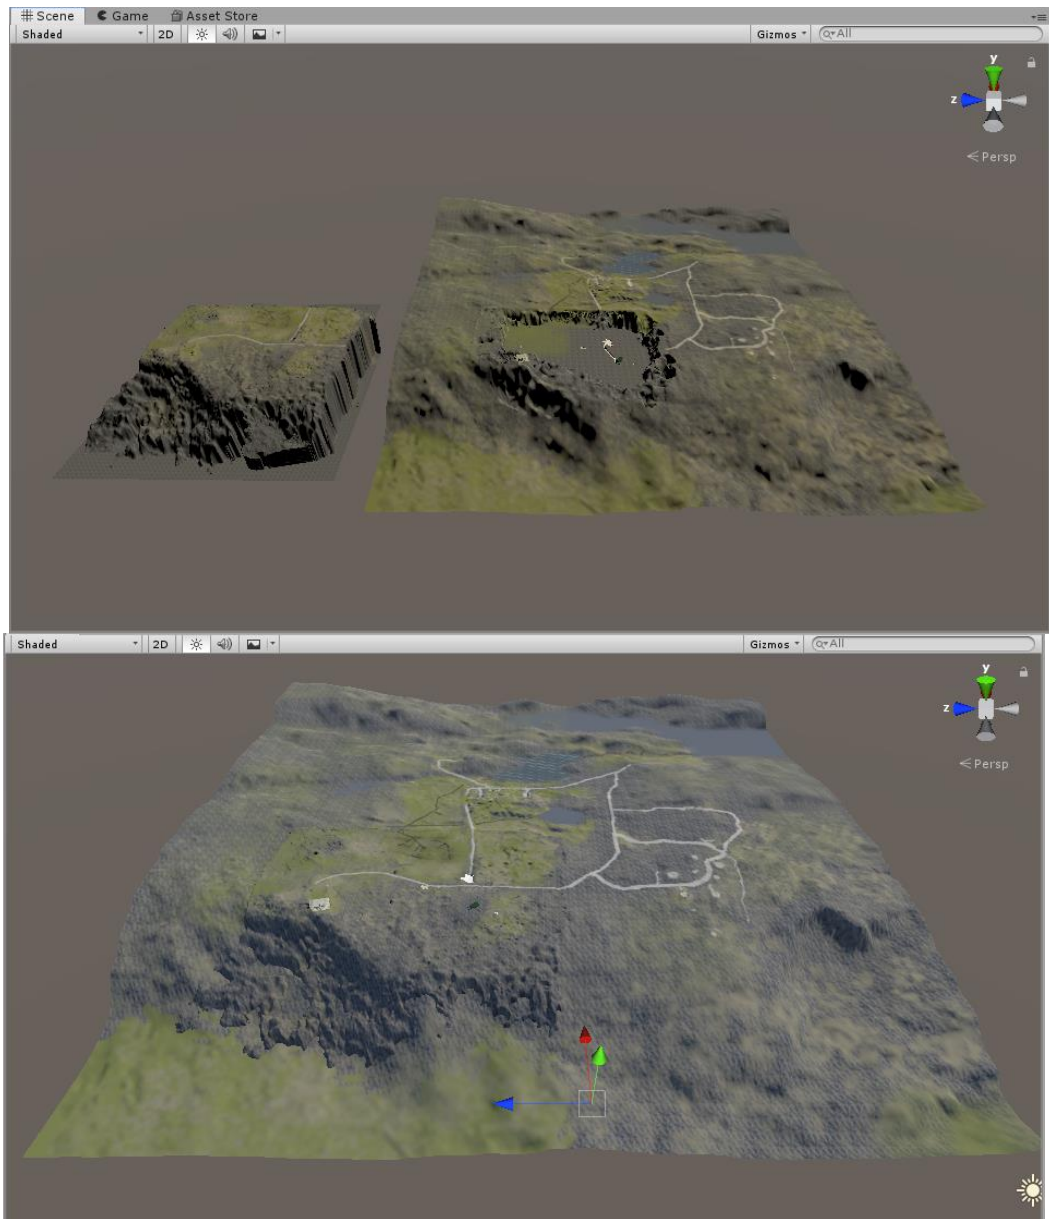 Scene Game Asset Store
Shaded 2D Gizmos All
y
z
Persp
Shaded 2D Gizmos All
y
z
Persp